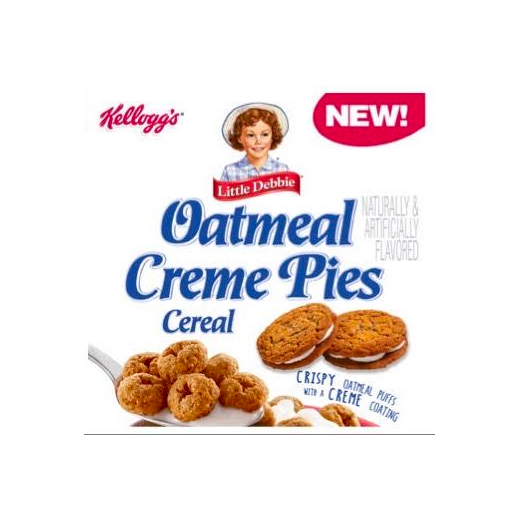 Kellogg's
NEW!
Little Debbie
Oatmeal
Creme Pies
Cereal
NATURALLY &
ARTIFICIALLY
FLAVORED
CRISPY OATMEAL PUFFS
WITH A CREME COATING